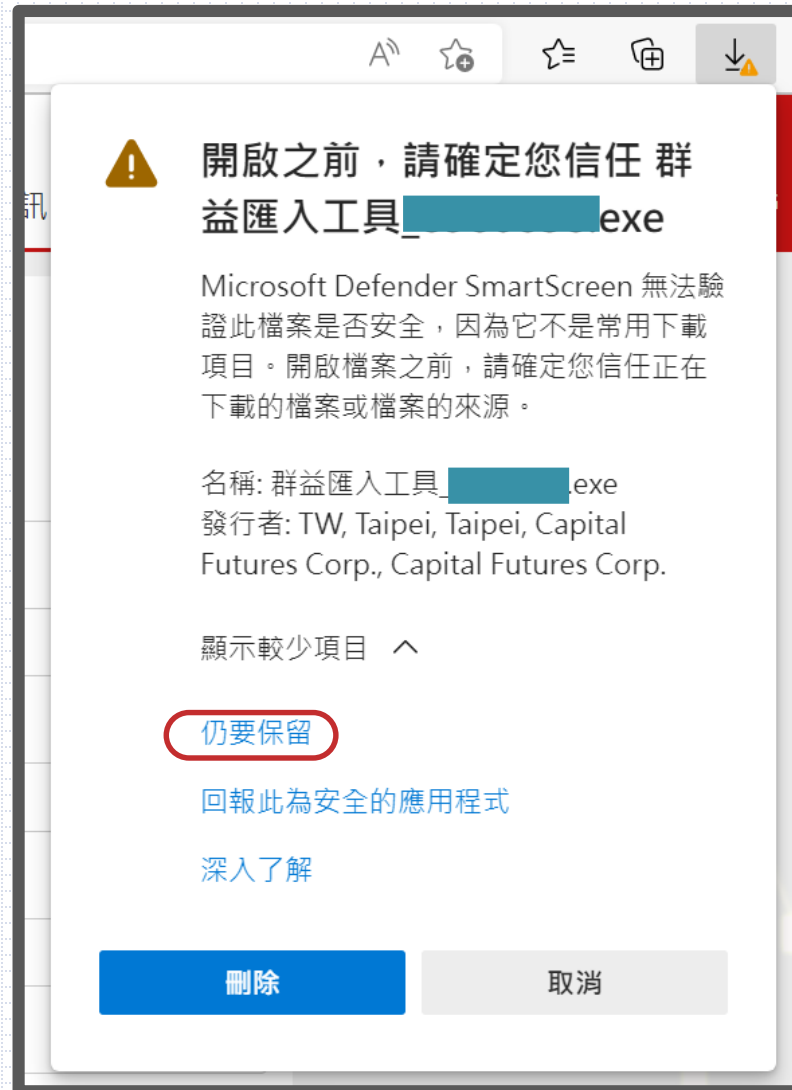 訊
開啟之前，請確定您信任 群
益匯入工具_ exe
Microsoft Defender SmartScreen 無法驗
證此檔案是否安全，因為它不是常用下載
項目。開啟檔案之前，請確定您信任正在
下載的檔案或檔案的來源。
名稱: 群益匯入工具_ .exe
發行者: TW, Taipei, Taipei, Capital
Futures Corp., Capital Futures Corp.
顯示較少項目
仍要保留
回報此為安全的應用程式
深入了解
刪除
取消